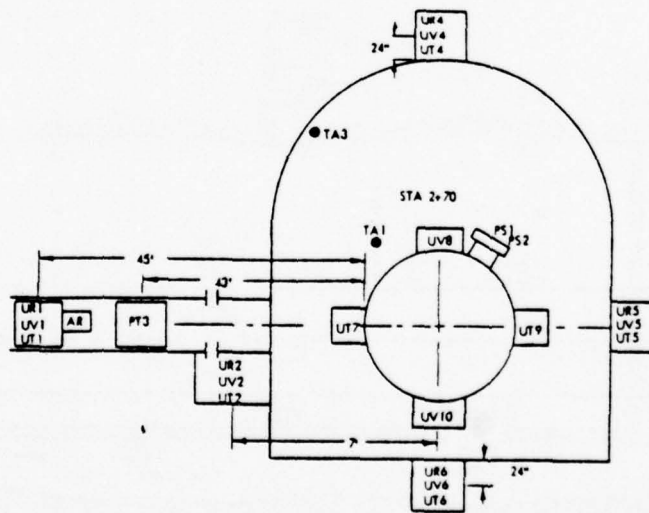 UR4
UV4
UT4
24"
TA3
STA 2+70
TA1
UV8
PS1
PS2
45'
43'
UR1
UV1
UT1
AR
PT3
UT7
UT9
UR5
UV5
UT5
UR2
UV2
UT2
UV10
7'
UR6
UV6
UT6
24"